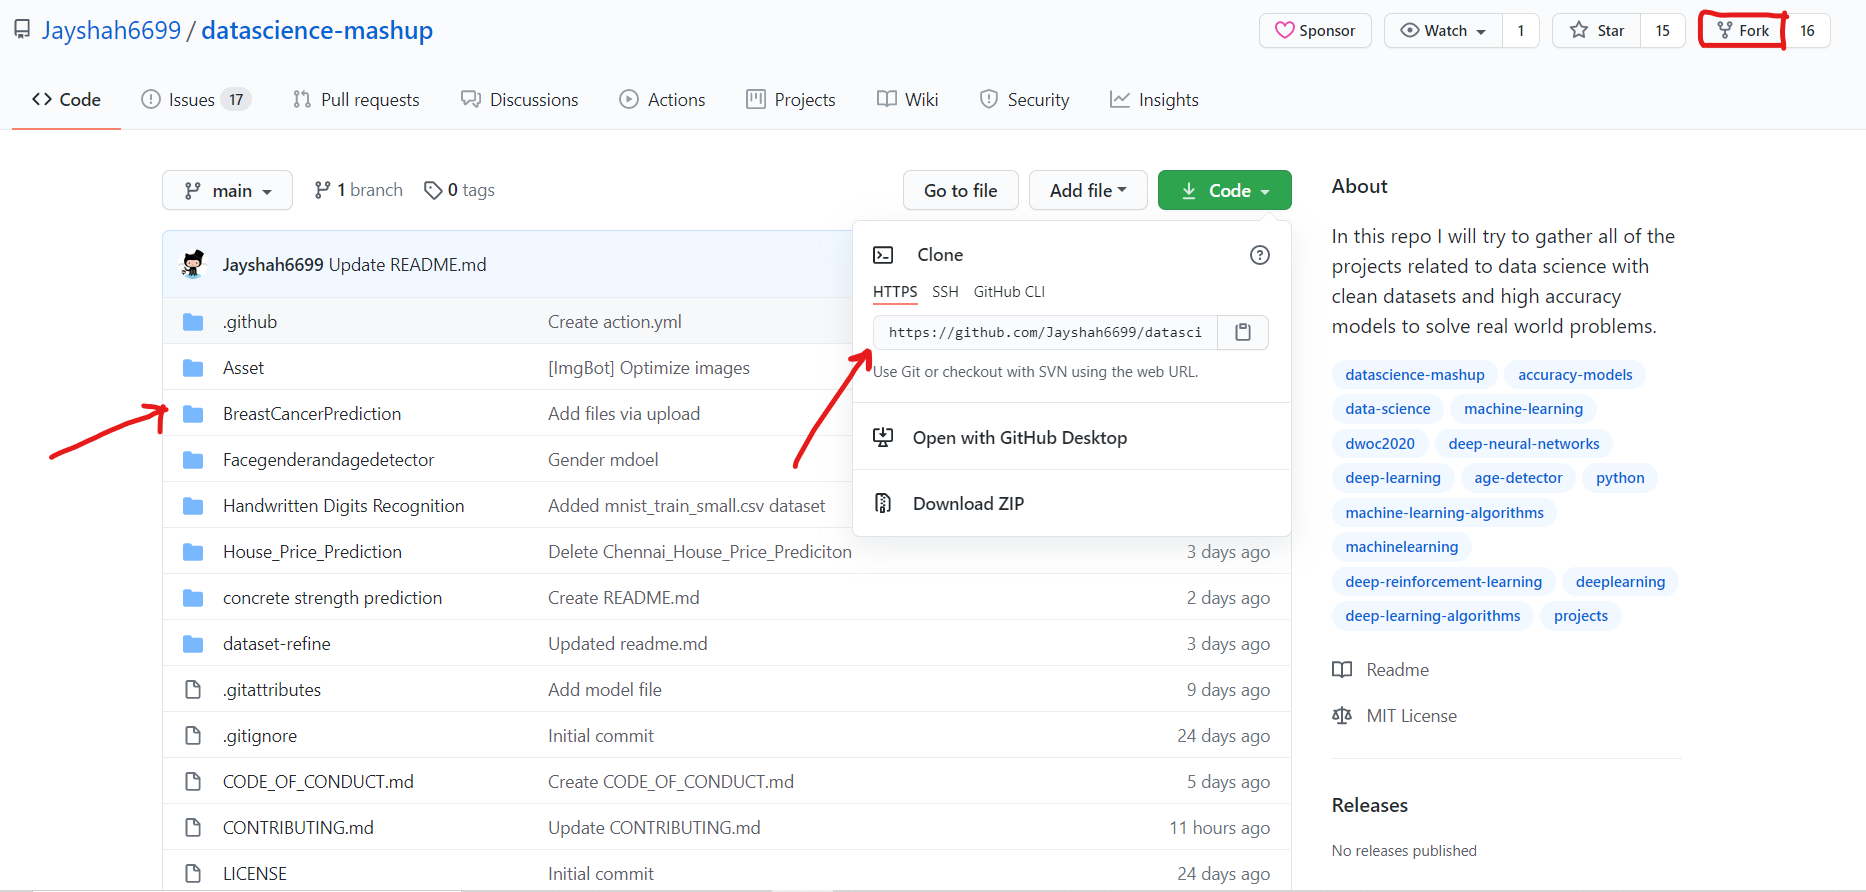 Jayshah6699 / datascience-mashup
Sponsor Watch 1 Star 15 Fork 16
Code Issues 17 Pull requests Discussions Actions Projects Wiki Security Insights
main 1 branch 0 tags Go to file Add file Code
Jayshah6699 Update README.md
.github Create action.yml
Asset [ImgBot] Optimize images
BreastCancerPrediction Add files via upload
Facegenderandagedetector Gender mdoel
Handwritten Digits Recognition Added mnist_train_small.csv dataset
House_Price_Prediction Delete Chennai_House_Price_Prediciton 3 days ago
concrete strength prediction Create README.md 2 days ago
dataset-refine Updated readme.md 3 days ago
.gitattributes Add model file 9 days ago
.gitignore Initial commit 24 days ago
CODE_OF_CONDUCT.md Create CODE_OF_CONDUCT.md 5 days ago
CONTRIBUTING.md Update CONTRIBUTING.md 11 hours ago
LICENSE Initial commit 24 days ago
Clone
HTTPS SSH GitHub CLI
https://github.com/Jayshah6699/datasci
Use Git or checkout with SVN using the web URL.
Open with GitHub Desktop
Download ZIP
About
In this repo I will try to gather all of the
projects related to data science with
clean datasets and high accuracy
models to solve real world problems.
datascience-mashup accuracy-models
data-science machine-learning
dwoc2020 deep-neural-networks
deep-learning age-detector python
machine-learning-algorithms
machinelearning
deep-reinforcement-learning deeplearning
deep-learning-algorithms projects
Readme
MIT License
Releases
No releases published